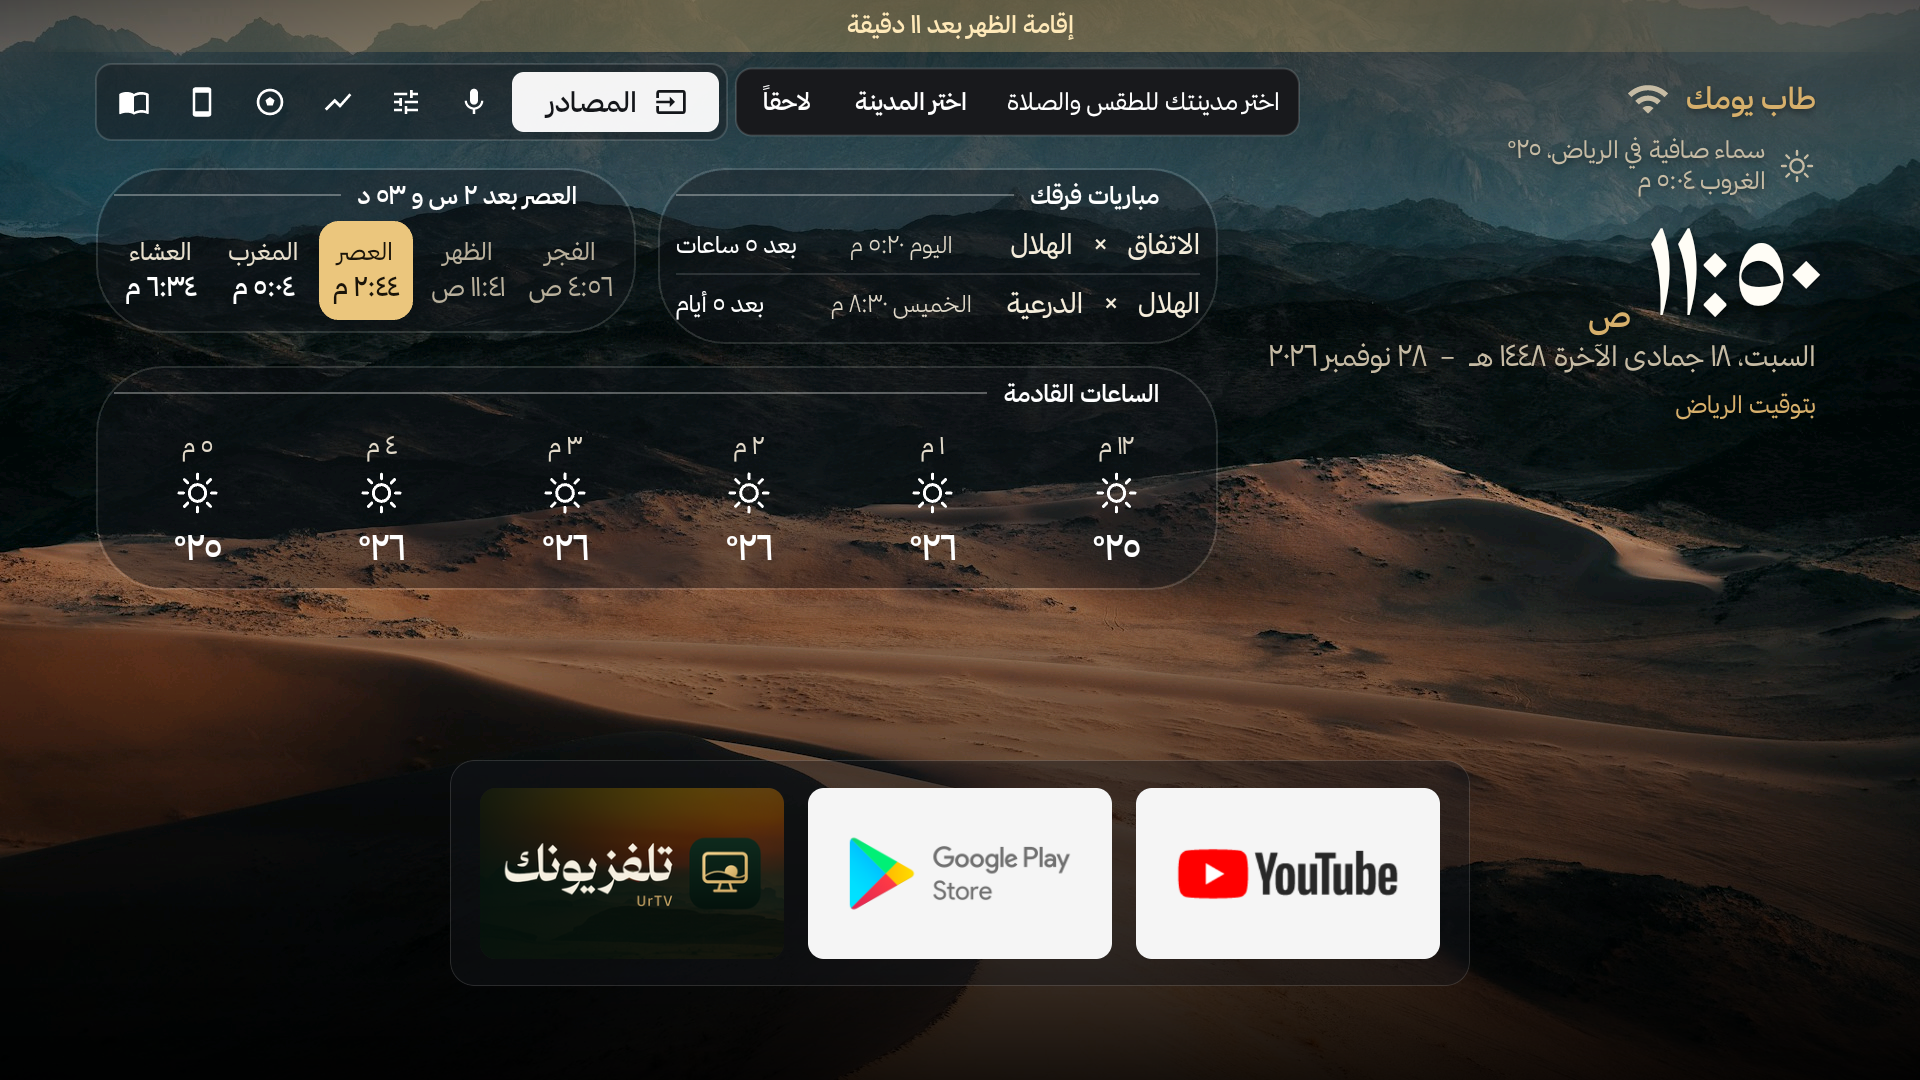 إقامة الظهر بعد ١١ دقيقة
طاب يومك
سماء صافية في الرياض، ٢٥°
الغروب ٥:٠٤ م
١١:٥٠ ص
السبت، ١٨ جمادى الآخرة ١٤٤٨ هـ – ٢٨ نوفمبر ٢٠٢٦
بتوقيت الرياض
اختر مدينتك للطقس والصلاة اختر المدينة لاحقاً
المصادر
مباريات فرقك
الاتفاق × الهلال اليوم ٥:٢٠ م بعد ٥ ساعات
الهلال × الدرعية الخميس ٨:٣٠ م بعد ٥ أيام
العصر بعد ٢ س و ٥٣ د
الفجر الظهر العصر المغرب العشاء
٤:٥٦ ص ١١:٤١ ص ٢:٤٤ م ٥:٠٤ م ٦:٣٤ م
الساعات القادمة
١٢ م ١ م ٢ م ٣ م ٤ م ٥ م
٢٥° ٢٦° ٢٦° ٢٦° ٢٦° ٢٥°
YouTube
Google Play
Store
تلفزيونك
UrTV